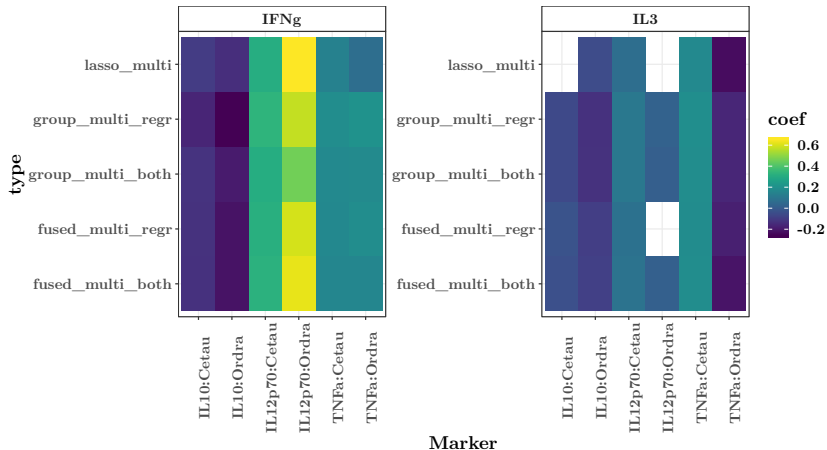 IFNg
IL3
lasso_multi
group_multi_regr
group_multi_both
fused_multi_regr
fused_multi_both
type
lasso_multi
group_multi_regr
group_multi_both
fused_multi_regr
fused_multi_both
coef
0.6
0.4
0.2
0.0
-0.2
IL10:Cetau
IL10:Ordra
IL12p70:Cetau
IL12p70:Ordra
TNFa:Cetau
TNFa:Ordra
IL10:Cetau
IL10:Ordra
IL12p70:Cetau
IL12p70:Ordra
TNFa:Cetau
TNFa:Ordra
Marker